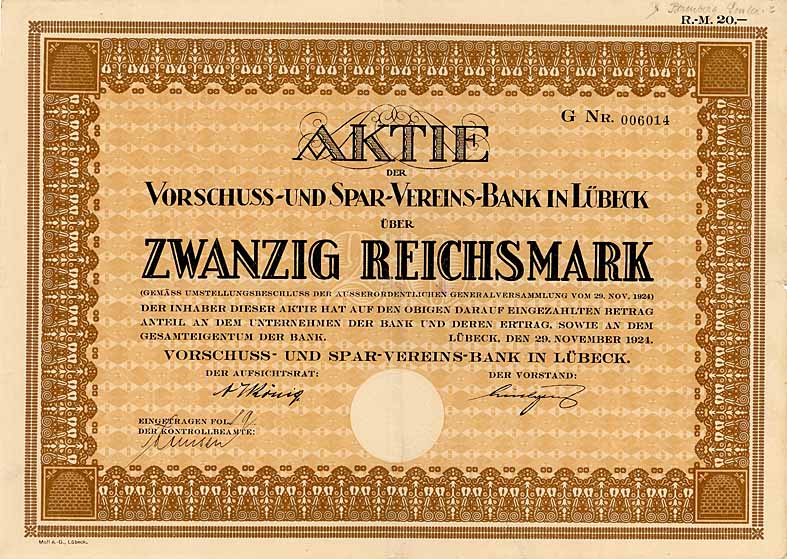 R.-M. 20.—
G Nr. 006014
AKTIE
DER
VORSCHUSS-UND SPAR-VEREINS-BANK IN LÜBECK
ÜBER
ZWANZIG REICHSMARK
(GEMÄSS UMSTELLUNGSBESCHLUSS DER AUSSERORDENTLICHEN GENERALVERSAMMLUNG VOM 29. NOV. 1924)
DER INHABER DIESER AKTIE HAT AUF DEN OBIGEN DARAUF EINGEZAHLTEN BETRAG
ANTEIL AN DEM UNTERNEHMEN DER BANK UND DEREN ERTRAG, SOWIE AN DEM
GESAMTEIGENTUM DER BANK. LÜBECK, DEN 29. NOVEMBER 1924.
VORSCHUSS- UND SPAR-VEREINS-BANK IN LÜBECK.
DER AUFSICHTSRAT: DER VORSTAND:
König
EINGETRAGEN FOL.
DER KONTROLLBEAMTE:
Moll A.-G., Lübeck.